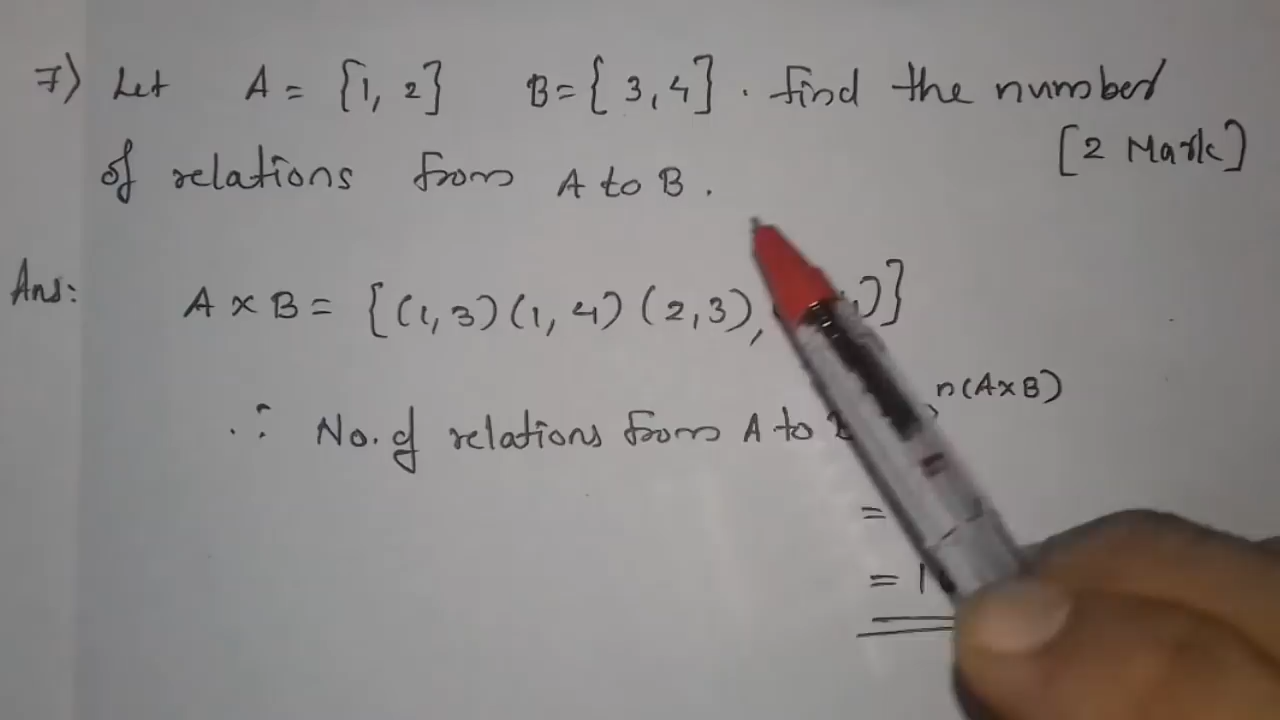 7) Let A = {1, 2} B = {3, 4}. find the number
of relations from A to B.
[2 Mark]
Ans:
A × B = {(1, 3) (1, 4) (2, 3), )}
∴ No. of relations from A to n(A×B)
=
= 1